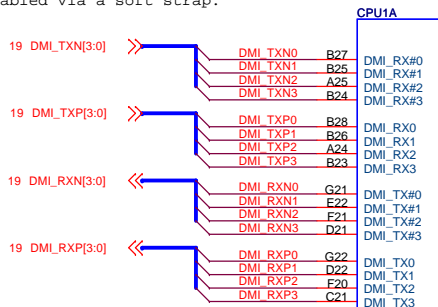 abled via a soft strap.
CPU1A
19 DMI_TXN[3:0]
DMI_TXN0 B27 DMI_RX#0
DMI_TXN1 B25 DMI_RX#1
DMI_TXN2 A25 DMI_RX#2
DMI_TXN3 B24 DMI_RX#3
19 DMI_TXP[3:0]
DMI_TXP0 B28 DMI_RX0
DMI_TXP1 B26 DMI_RX1
DMI_TXP2 A24 DMI_RX2
DMI_TXP3 B23 DMI_RX3
19 DMI_RXN[3:0]
DMI_RXN0 G21 DMI_TX#0
DMI_RXN1 E22 DMI_TX#1
DMI_RXN2 F21 DMI_TX#2
DMI_RXN3 D21 DMI_TX#3
19 DMI_RXP[3:0]
DMI_RXP0 G22 DMI_TX0
DMI_RXP1 D22 DMI_TX1
DMI_RXP2 F20 DMI_TX2
DMI_RXP3 C21 DMI_TX3